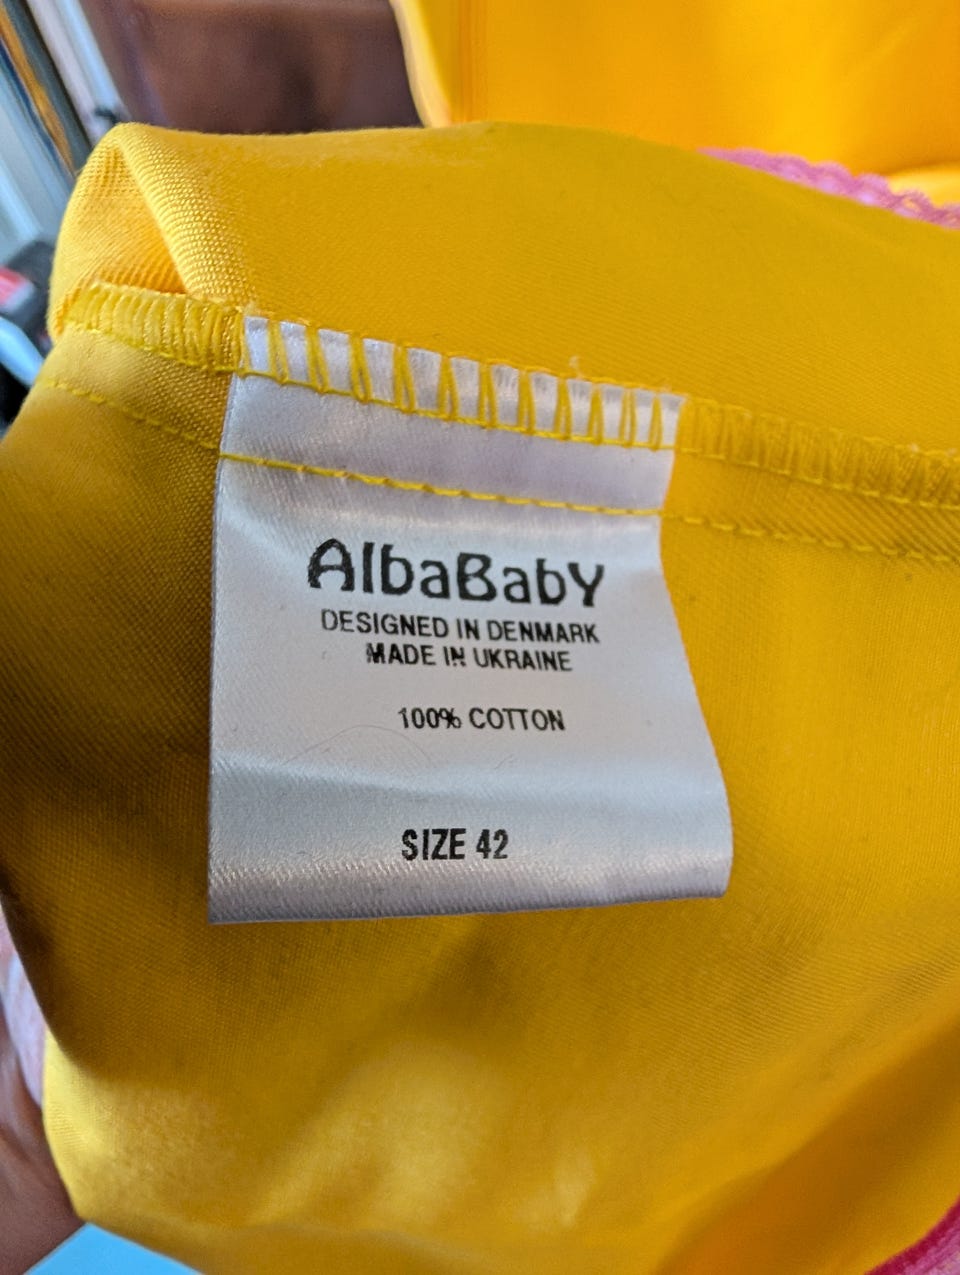 AlbaBabY
DESIGNED IN DENMARK
MADE IN UKRAINE
100% COTTON
SIZE 42